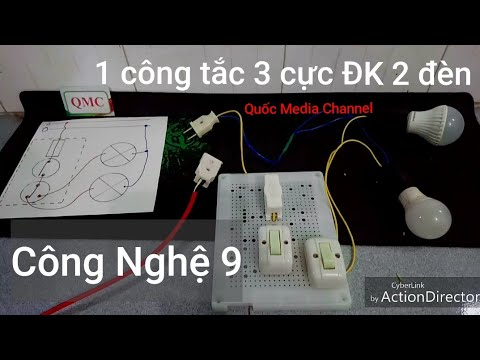 1 công tắc 3 cực ĐK 2 đèn
QMC
Quốc Media Channel
Công Nghệ 9
CyberLink
by ActionDirector